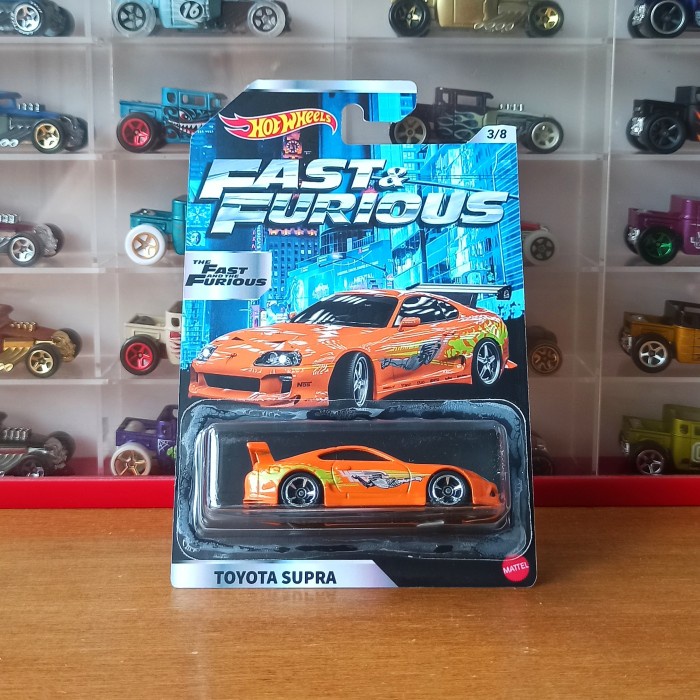 HOT WHEELS
3/8
FAST &
FURIOUS
THE
FAST
AND THE
FURIOUS
TOYOTA SUPRA
MATTEL